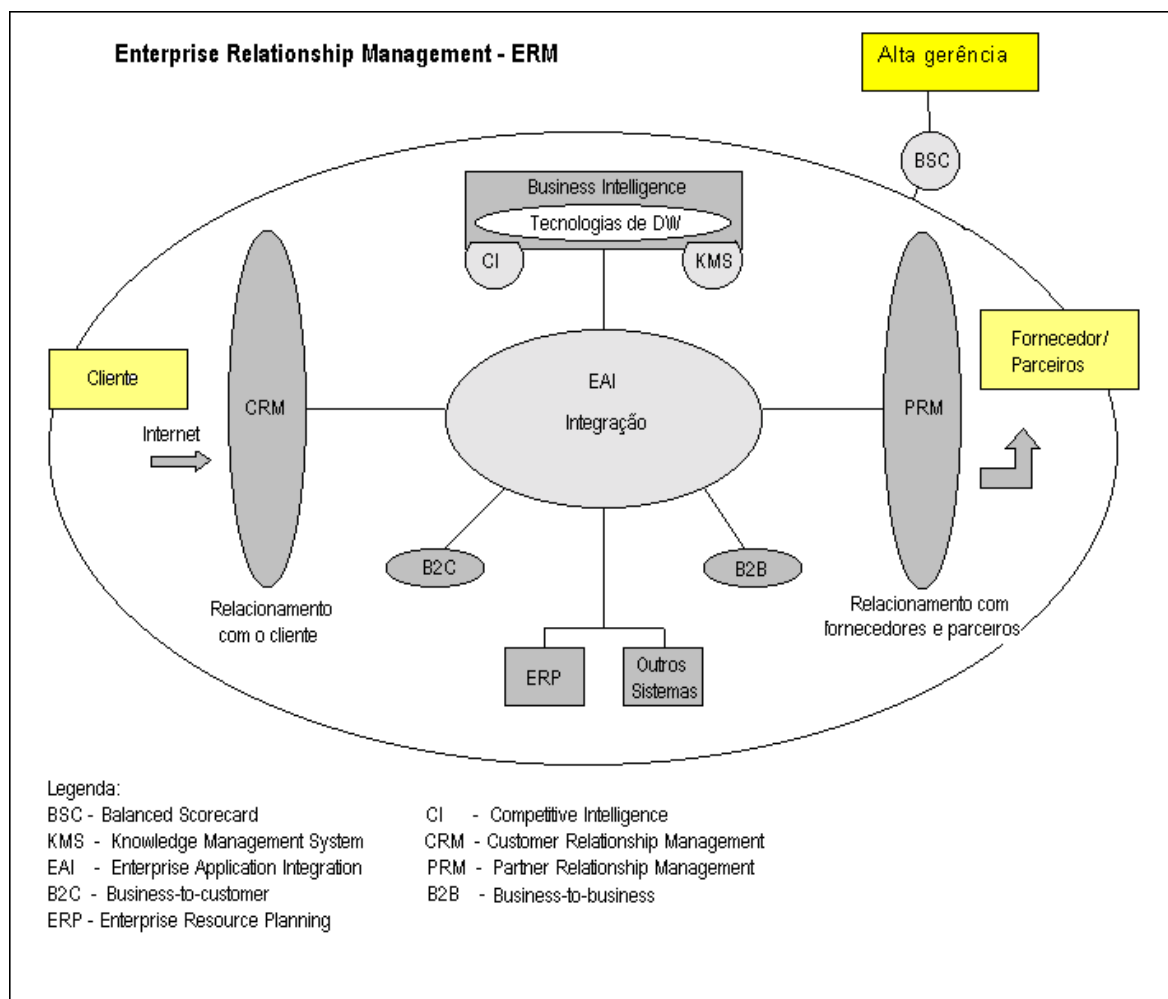 Enterprise Relationship Management - ERM
Alta gerência
BSC
Business Intelligence
Tecnologias de DW
CI
KMS
Cliente
Internet
CRM
EAI
Integração
PRM
Fornecedor/
Parceiros
B2C
B2B
Relacionamento
com o cliente
Relacionamento com
fornecedores e parceiros
ERP
Outros
Sistemas
Legenda:
BSC - Balanced Scorecard
KMS - Knowledge Management System
EAI - Enterprise Application Integration
B2C - Business-to-customer
ERP - Enterprise Resource Planning
CI - Competitive Intelligence
CRM - Customer Relationship Management
PRM - Partner Relationship Management
B2B - Business-to-business